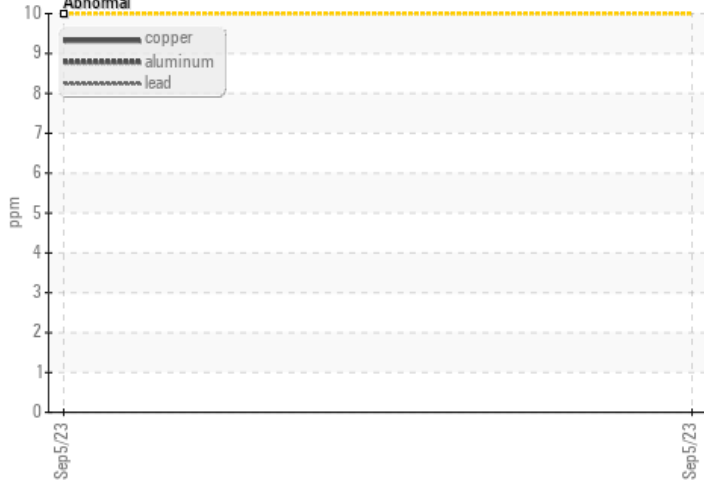 Abnormal
10
copper
9
aluminum
lead
8
7
6
ppm
5
4
3
2
1
0
Sep5/23
Sep5/23